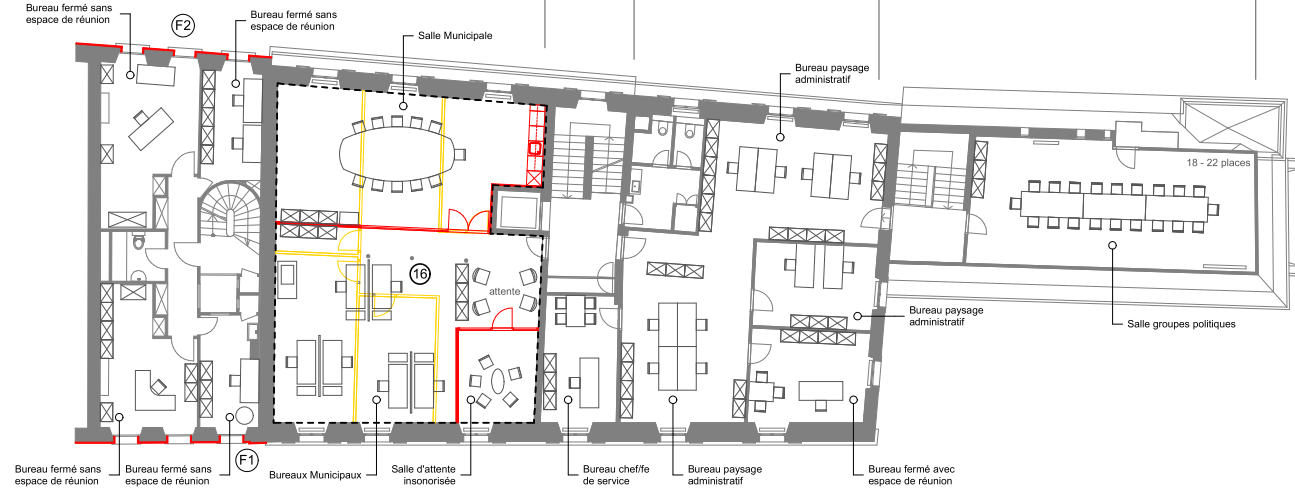 Bureau fermé sans
espace de réunion
F2
Bureau fermé sans
espace de réunion
Salle Municipale
Bureau paysage
administratif
18 - 22 places
16
attente
Bureau paysage
administratif
Salle groupes politiques
Bureau fermé sans
espace de réunion
Bureau fermé sans
espace de réunion
F1
Bureaux Municipaux
Salle d'attente
insonorisée
Bureau chef/fe
de service
Bureau paysage
administratif
Bureau fermé avec
espace de réunion